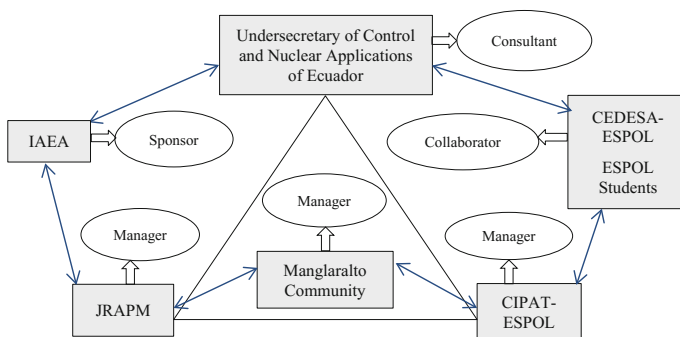 Undersecretary of Control
and Nuclear Applications
of Ecuador
Consultant
IAEA
Sponsor
Collaborator
CEDESA-
ESPOL
ESPOL
Students
Manager
Manager
Manager
JRAPM
Manglaralto
Community
CIPAT-
ESPOL